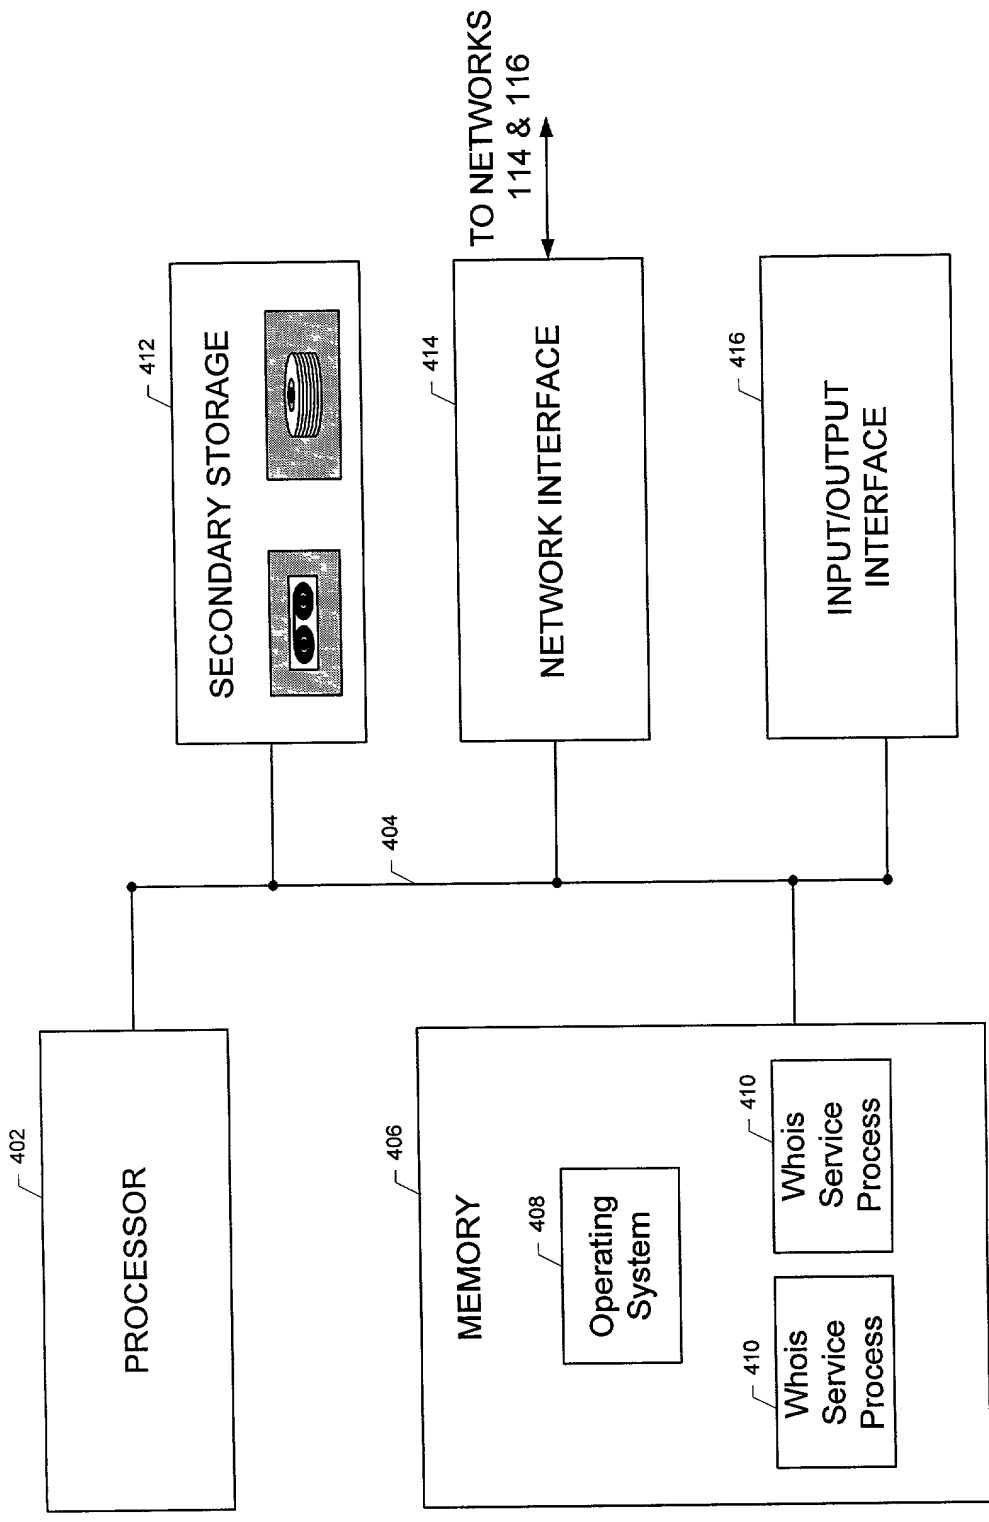 402
PROCESSOR
406
MEMORY
408
Operating
System
410
Whois
Service
Process
410
Whois
Service
Process
404
412
SECONDARY STORAGE
414
NETWORK INTERFACE
TO NETWORKS
114 & 116
416
INPUT/OUTPUT
INTERFACE